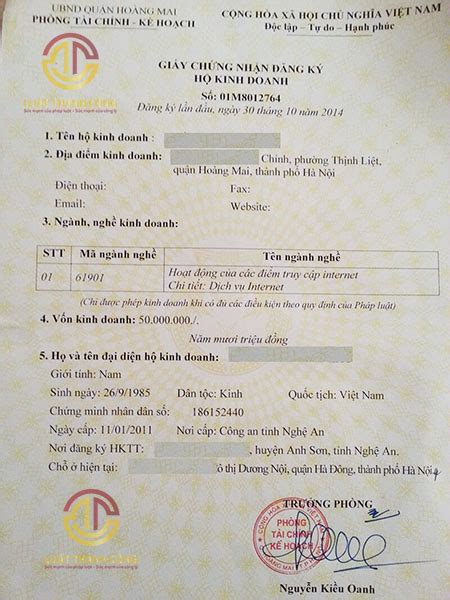 UBND QUẬN HOÀNG MAI
PHÒNG TÀI CHÍNH - KẾ HOẠCH
CỘNG HÒA XÃ HỘI CHỦ NGHĨA VIỆT NAM
Độc lập - Tự do - Hạnh phúc
GIẤY CHỨNG NHẬN ĐĂNG KÝ
HỘ KINH DOANH
Số: 01M8012764
Đăng ký lần đầu, ngày 30 tháng 10 năm 2014
1. Tên hộ kinh doanh :
2. Địa điểm kinh doanh: Chính, phường Thịnh Liệt,
quận Hoàng Mai, thành phố Hà Nội
Điện thoại: Fax:
Email: Website:
3. Ngành, nghề kinh doanh:
STT Mã ngành nghề Tên ngành nghề
01 61901 Hoạt động của các điểm truy cập internet
Chi tiết: Dịch vụ Internet
(Chỉ được phép kinh doanh khi có đủ các điều kiện theo quy định của Pháp luật)
4. Vốn kinh doanh: 50.000.000./.
Năm mươi triệu đồng
5. Họ và tên đại diện hộ kinh doanh:
Giới tính: Nam
Sinh ngày: 26/9/1985 Dân tộc: Kinh Quốc tịch: Việt Nam
Chứng minh nhân dân số: 186152440
Ngày cấp: 11/01/2011 Nơi cấp: Công an tỉnh Nghệ An
Nơi đăng ký HKTT: , huyện Anh Sơn, tỉnh Nghệ An.
Chỗ ở hiện tại: ô thị Dương Nội, quận Hà Đông, thành phố Hà Nội
TRƯỞNG PHÒNG
PHÒNG
TÀI CHÍNH
KẾ HOẠCH
Nguyễn Kiều Oanh